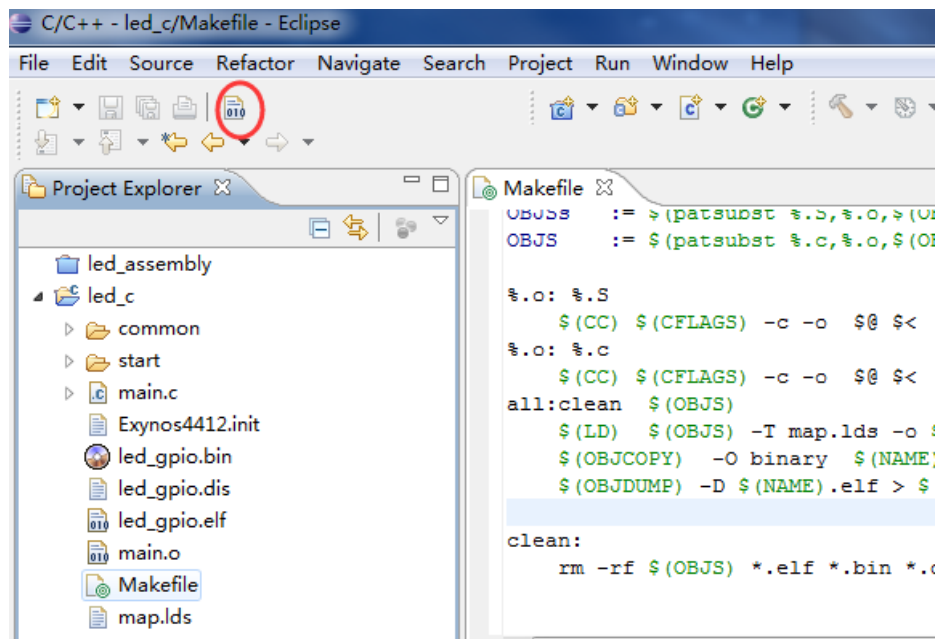 C/C++ - led_c/Makefile - Eclipse
File Edit Source Refactor Navigate Search Project Run Window Help
010
Project Explorer
led_assembly
led_c
common
start
main.c
Exynos4412.init
led_gpio.bin
led_gpio.dis
led_gpio.elf
main.o
Makefile
map.lds
Makefile
OBJSs := $(patsubst %.S,%.o,$(
OBJS := $(patsubst %.c,%.o,$(
%.o: %.S
$(CC) $(CFLAGS) -c -o $@ $<
%.o: %.c
$(CC) $(CFLAGS) -c -o $@ $<
all:clean $(OBJS)
$(LD) $(OBJS) -T map.lds -o $
$(OBJCOPY) -O binary $(NAME)
$(OBJDUMP) -D $(NAME).elf > $
clean:
rm -rf $(OBJS) *.elf *.bin *.